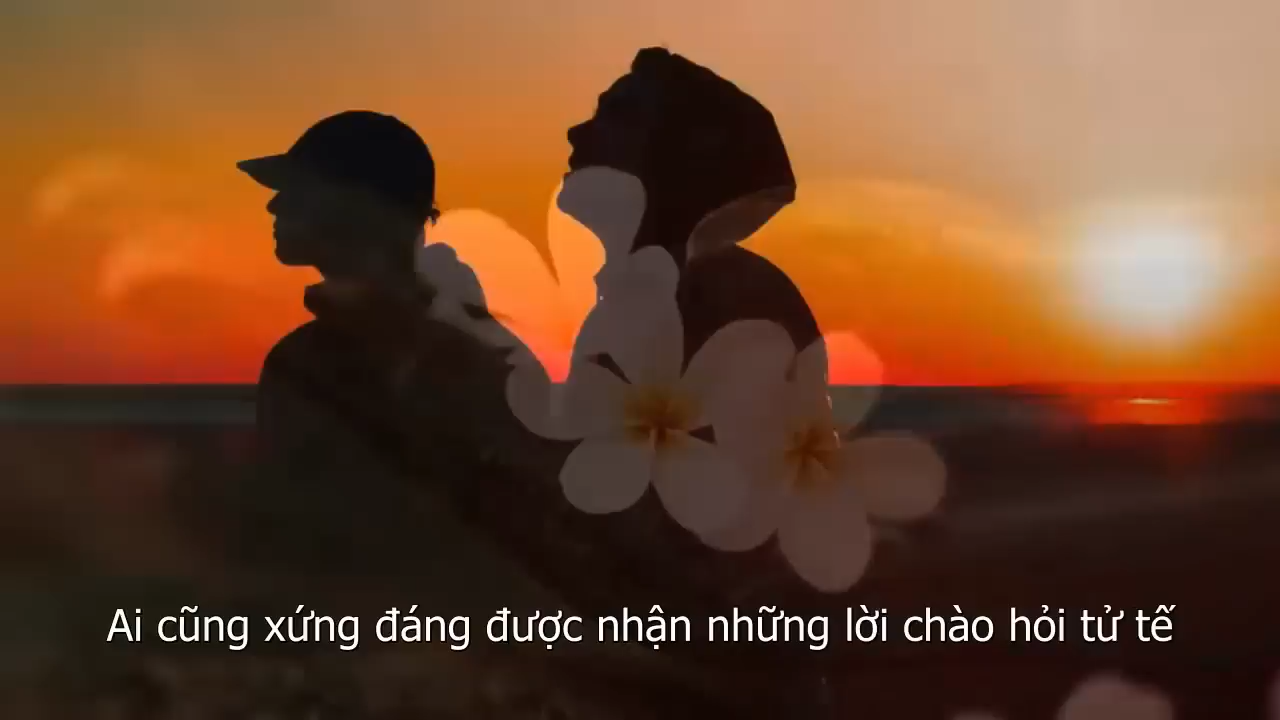 Ai cũng xứng đáng được nhận những lời chào hỏi tử tế